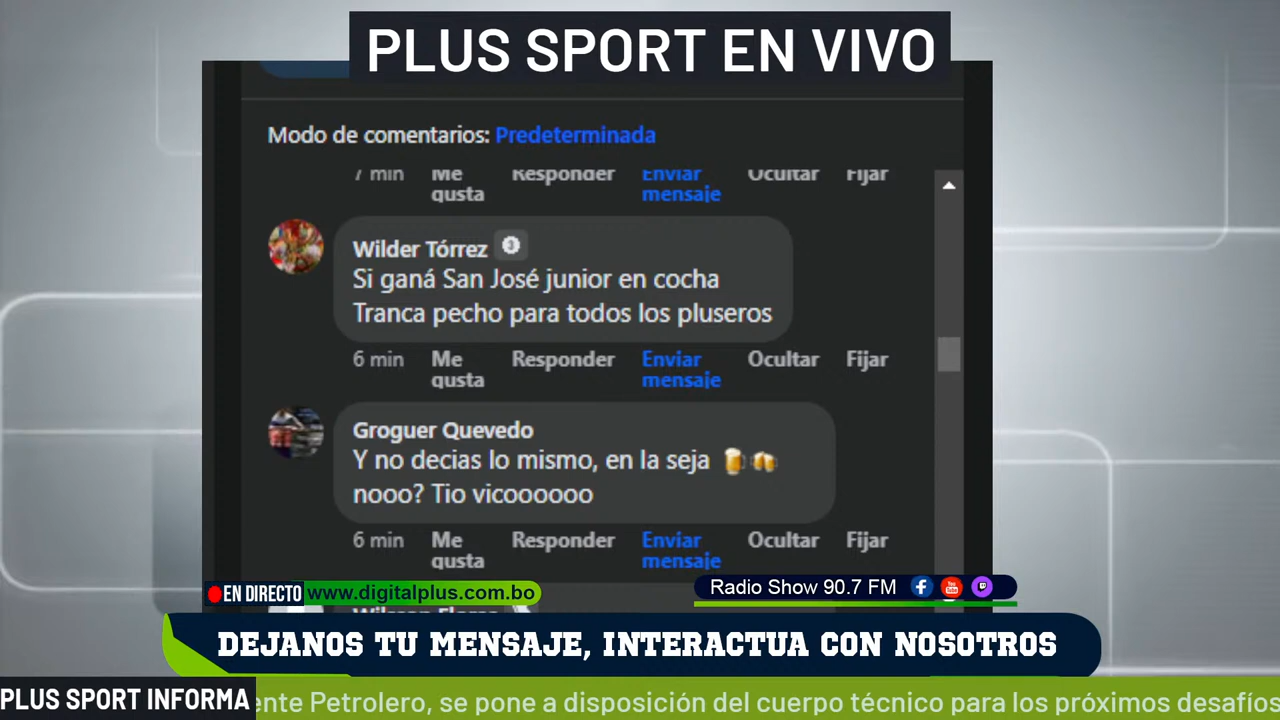 PLUS SPORT EN VIVO
Modo de comentarios: Predeterminada
7 min Me gusta Responder Enviar mensaje Ocultar Fijar
Wilder Tórrez
Si ganá San José junior en cocha
Tranca pecho para todos los pluseros
6 min Me gusta Responder Enviar mensaje Ocultar Fijar
Groguer Quevedo
Y no decias lo mismo, en la seja 🍺🍻
nooo? Tio vicoooooo
6 min Me gusta Responder Enviar mensaje Ocultar Fijar
EN DIRECTO www.digitalplus.com.bo
Radio Show 90.7 FM
DEJANOS TU MENSAJE, INTERACTUA CON NOSOTROS
PLUS SPORT INFORMA ente Petrolero, se pone a disposición del cuerpo técnico para los próximos desafíos